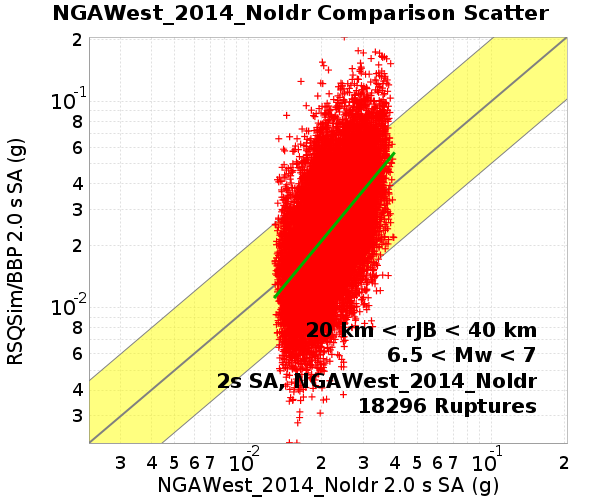 NGAWest_2014_NoIdr Comparison Scatter
2
10-1
8
6
4
3
2
10-2
8
6
4
3
RSQSim/BBP 2.0 s SA (g)
20 km < rJB < 40 km
6.5 < Mw < 7
2s SA, NGAWest_2014_NoIdr
18296 Ruptures
3 4 5 6 7 10-2 2 3 4 5 6 7 10-1 2
NGAWest_2014_NoIdr 2.0 s SA (g)